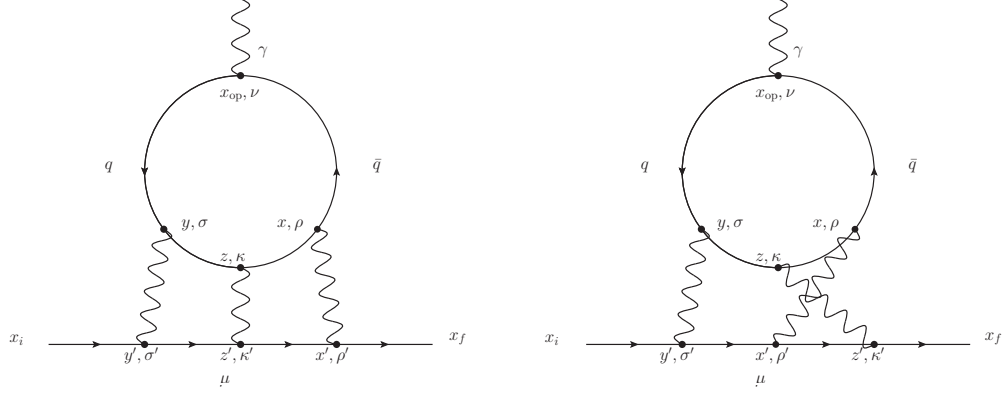 γ γ
x_op, ν x_op, ν
q q̄ q q̄
y, σ x, ρ y, σ x, ρ
z, κ z, κ
x_i x_f x_i x_f
y′, σ′ z′, κ′ x′, ρ′ y′, σ′ x′, ρ′ z′, κ′
μ μ